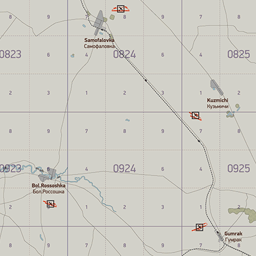 Samofalovka
Самофаловка
0823
0824
0825
Kuzmichi
Кузьмичи
0923
0924
0925
Bol.Rossoshka
Бол.Россошка
Gumrak
Гумрак